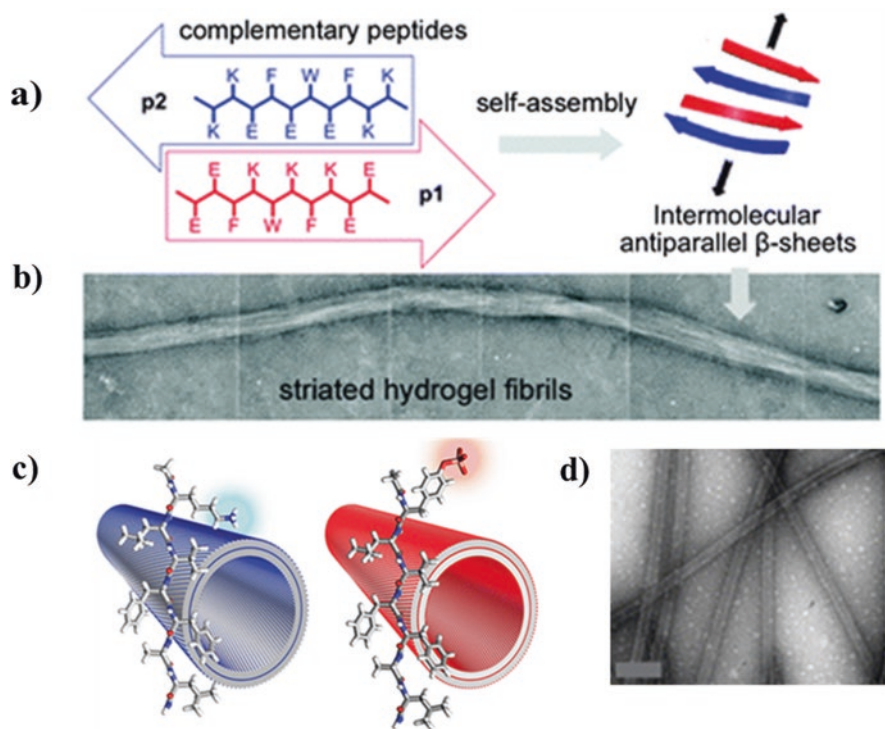 complementary peptides
a)
p2
K F W F K
K E E E K
self-assembly
E K K K E
p1
E F W F E
Intermolecular
antiparallel β-sheets
b)
striated hydrogel fibrils
c)
d)